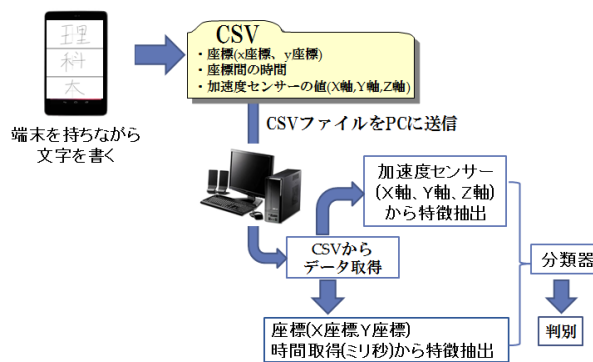 理
科
大
端末を持ちながら
文字を書く
CSV
・座標(x座標、y座標)
・座標間の時間
・加速度センサーの値(X軸,Y軸,Z軸)
CSVファイルをPCに送信
加速度センサー
(X軸、Y軸、Z軸)
から特徴抽出
CSVから
データ取得
座標(X座標,Y座標)
時間取得(ミリ秒)から特徴抽出
分類器
判別